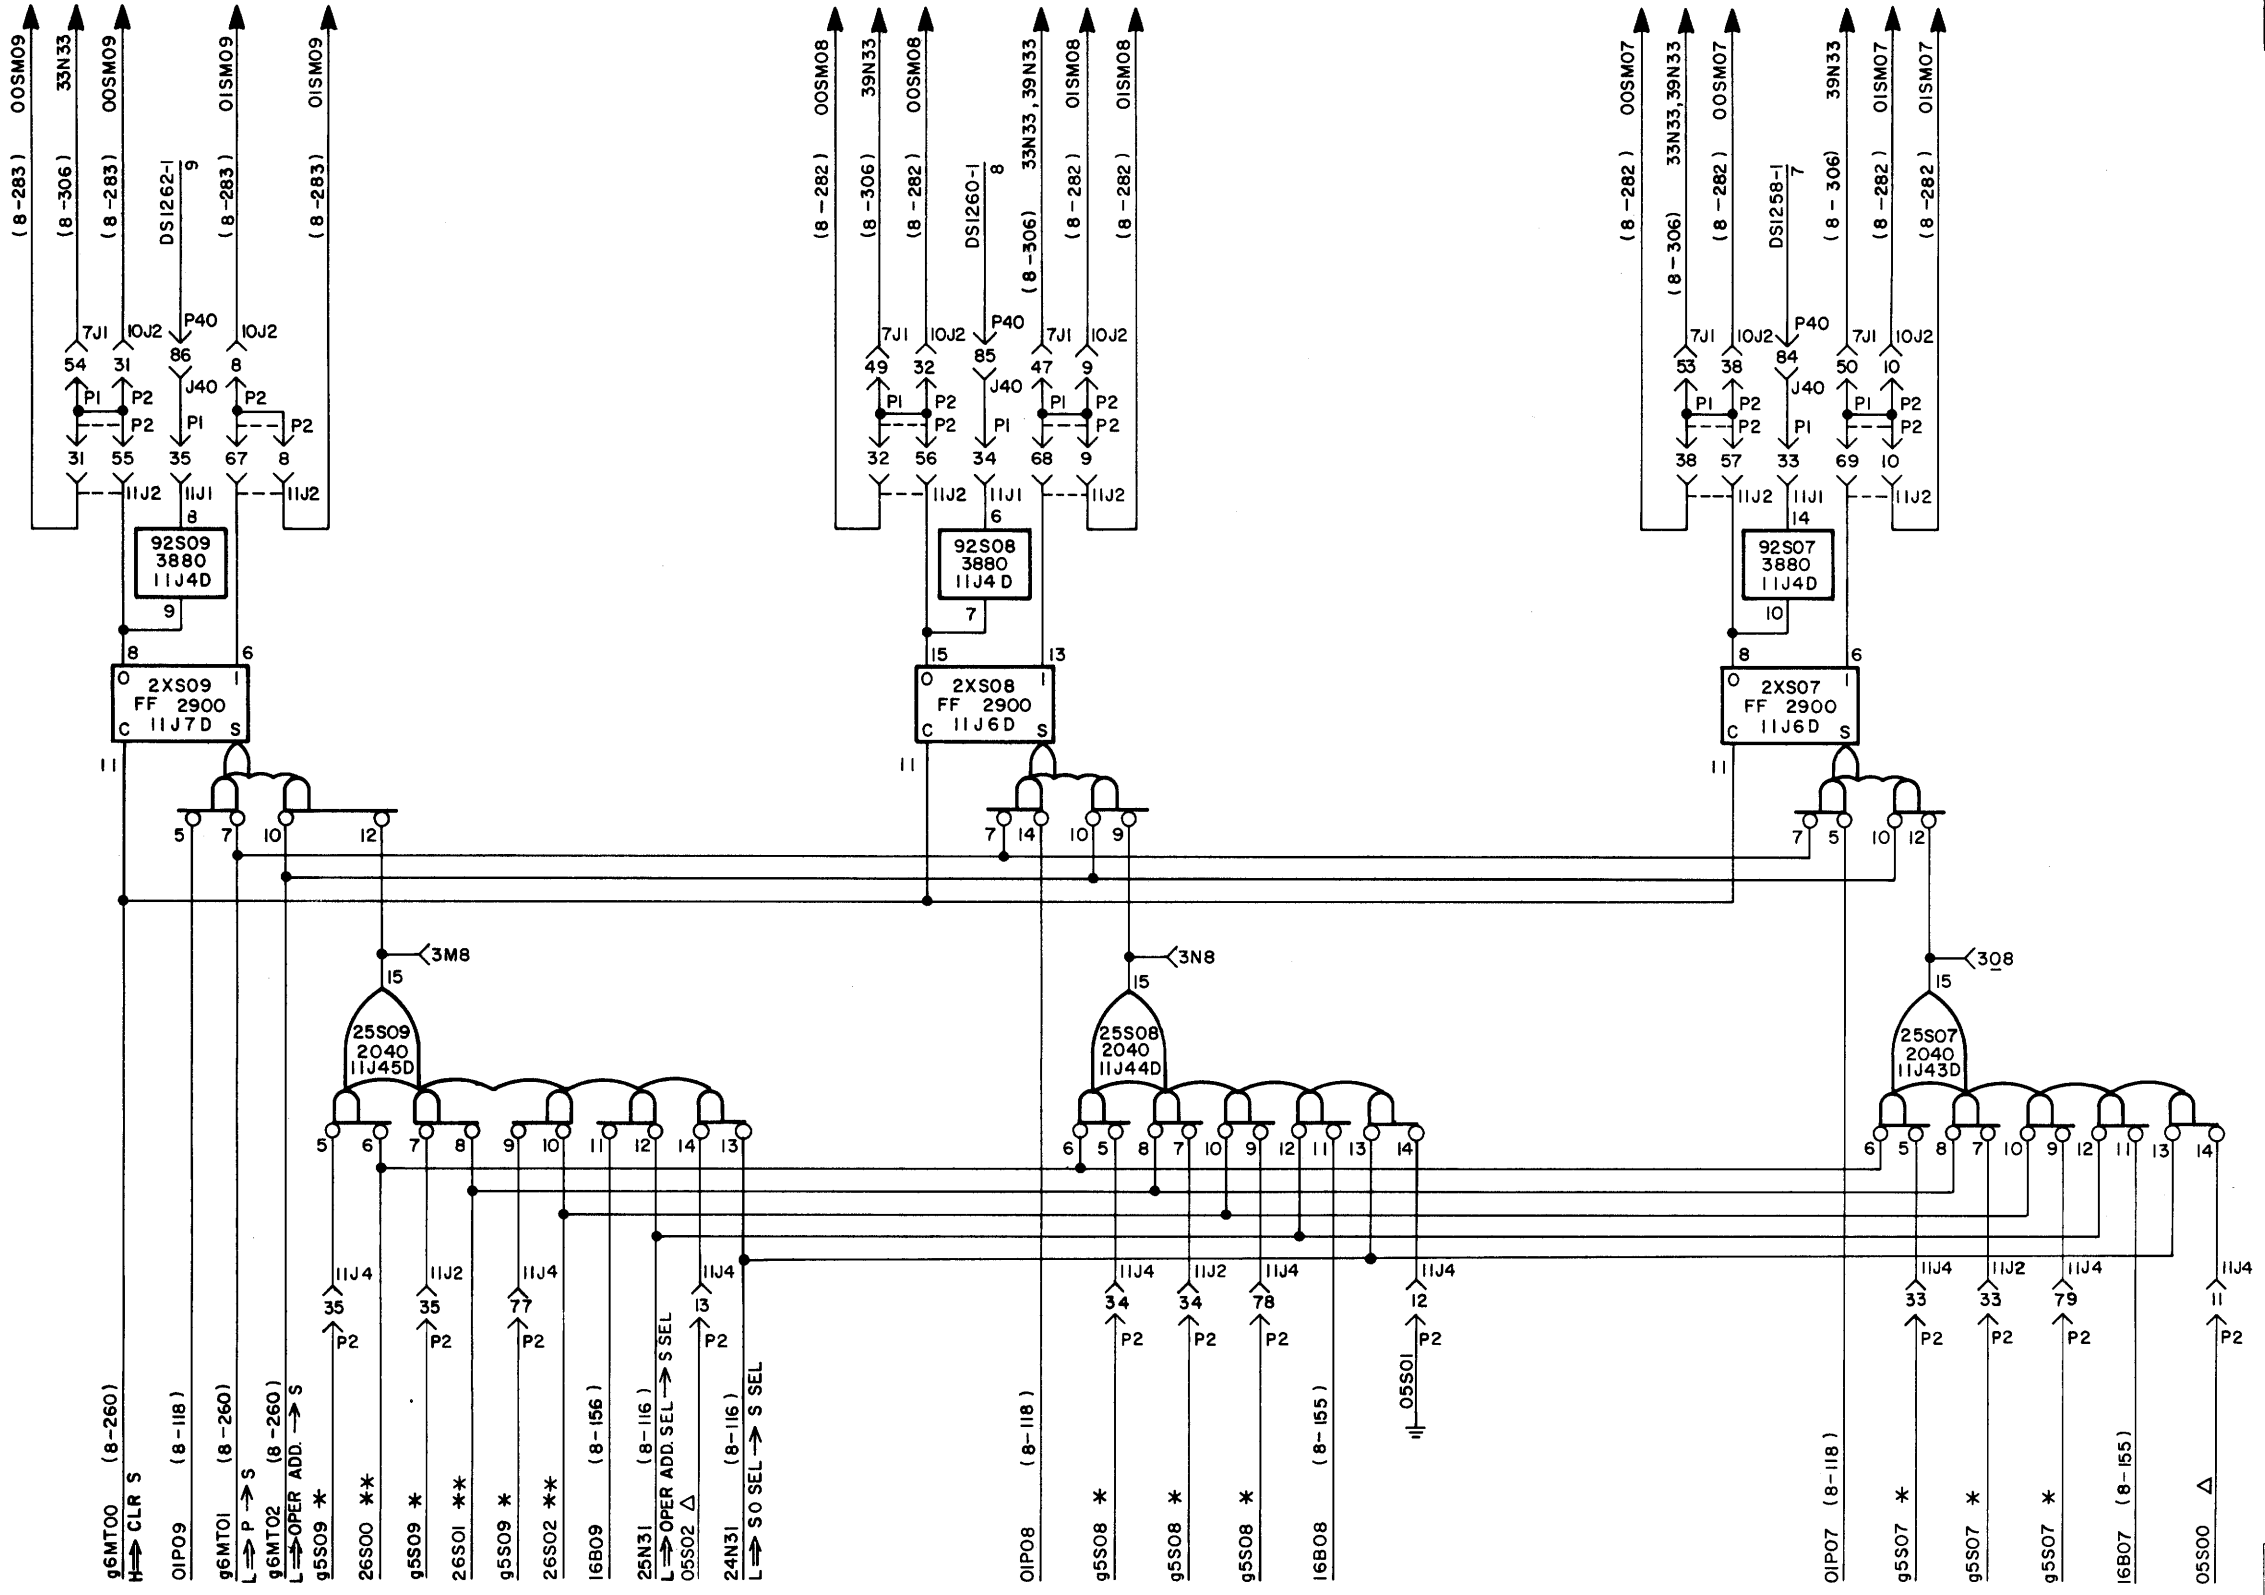 (8-283) 00SM09
(8-306) 33N33
(8-283) 00SM09
DS1262-1
9
(8-283) 01SM09
(8-283) 01SM09
(8-282) 00SM08
(8-306) 39N33
(8-282) 00SM08
DS1260-1
8
(8-306) 33N33,39N33
(8-282) 01SM08
(8-282) 01SM08
(8-282) 00SM07
(8-306) 33N33,39N33
(8-282) 00SM07
DS1258-1
7
(8-306) 39N33
(8-282) 01SM07
(8-282) 01SM07
7J1 10J2 P40 10J2
54 31 86 8
P1 P2 J40 P2
P2 P1 P2
31 55 35 67 8
11J2 11J1 11J2
8
92S09
3880
11J4D
9
8 6
0 1
2XS09
FF 2900
11J7D
C S
11
5 7 10 12
7J1 10J2 P40 7J1 10J2
49 32 85 47 9
P1 P2 J40 P1 P2
P2 P1 P2
32 56 34 68 9
11J2 11J1 11J2
6
92S08
3880
11J4D
7
15 13
0 1
2XS08
FF 2900
11J6D
C S
11
7 14 10 9
7J1 10J2 P40 7J1 10J2
53 38 84 50 10
P1 P2 J40 P1 P2
P2 P1 P2
38 57 33 69 10
11J2 11J1 11J2
14
92S07
3880
11J4D
10
8 6
0 1
2XS07
FF 2900
11J6D
C S
11
7 5 10 12
3M8
15
25S09
2040
11J45D
5 6 7 8 9 10 11 12 14 13
3N8
15
25S08
2040
11J44D
6 5 8 7 10 9 12 11 13 14
3O8
15
25S07
2040
11J43D
6 5 8 7 10 9 12 11 13 14
11J4 11J2 11J4 11J4
35 35 77 13
P2 P2 P2 P2
11J4 11J2 11J4 11J4
34 34 78 12
P2 P2 P2 P2
11J4 11J2 11J4 11J4
33 33 79 11
P2 P2 P2 P2
g6MT00 (8-260)
H⇒CLR S
01P09 (8-118)
g6MT01 (8-260)
L⇒P→S
g6MT02 (8-260)
L⇒OPER ADD.→S
g5S09 *
26S00 **
g5S09 *
26S01 **
g5S09 *
26S02 **
16B09 (8-156)
25N31 (8-116)
L⇒OPER ADD. SEL→S SEL
05S02 △
24N31 (8-116)
L⇒S0 SEL→S SEL
01P08 (8-118)
g5S08 *
g5S08 *
g5S08 *
16B08 (8-155)
05S01
01P07 (8-118)
g5S07 *
g5S07 *
g5S07 *
16B07 (8-155)
05S00 △